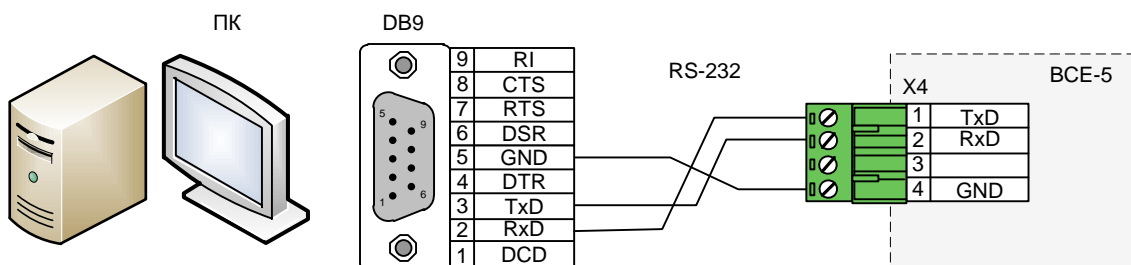 ПК
DB9
9 RI
8 CTS
7 RTS
6 DSR
5 GND
4 DTR
3 TxD
2 RxD
1 DCD
5
9
1
6
RS-232
BCE-5
X4
1 TxD
2 RxD
3
4 GND